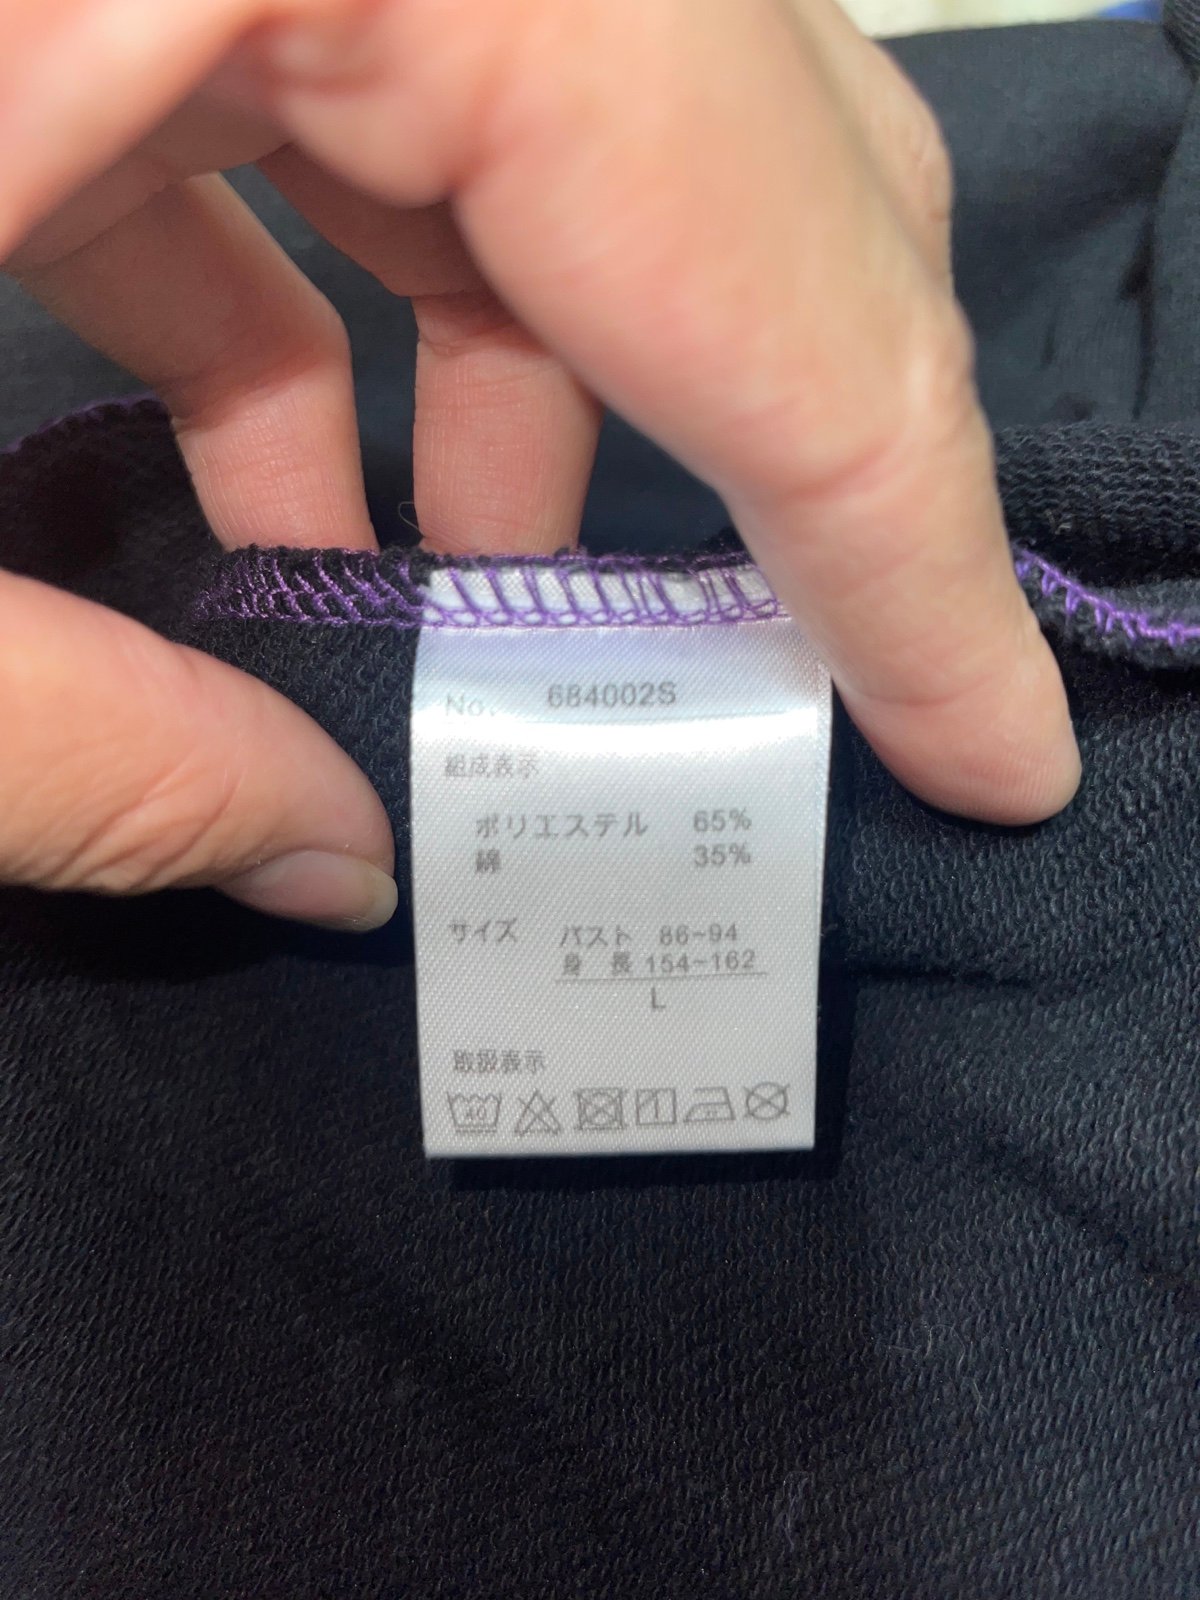 No. 684002S
組成表示
ポリエステル 65%
綿 35%
サイズ
バスト 86~94
身 長 154~162
L
取扱表示
40